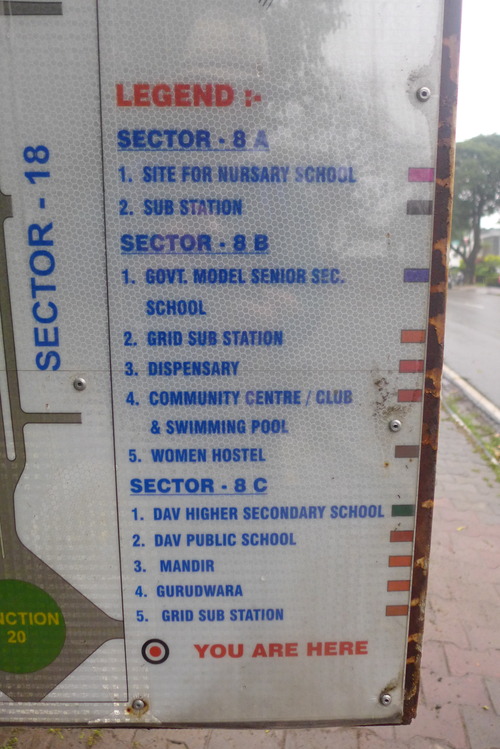 SECTOR - 18
LEGEND :-
SECTOR - 8 A
1. SITE FOR NURSARY SCHOOL
2. SUB STATION
SECTOR - 8 B
1. GOVT. MODEL SENIOR SEC.
SCHOOL
2. GRID SUB STATION
3. DISPENSARY
4. COMMUNITY CENTRE / CLUB
& SWIMMING POOL
5. WOMEN HOSTEL
SECTOR - 8 C
1. DAV HIGHER SECONDARY SCHOOL
2. DAV PUBLIC SCHOOL
3. MANDIR
4. GURUDWARA
5. GRID SUB STATION
NCTION
20
YOU ARE HERE